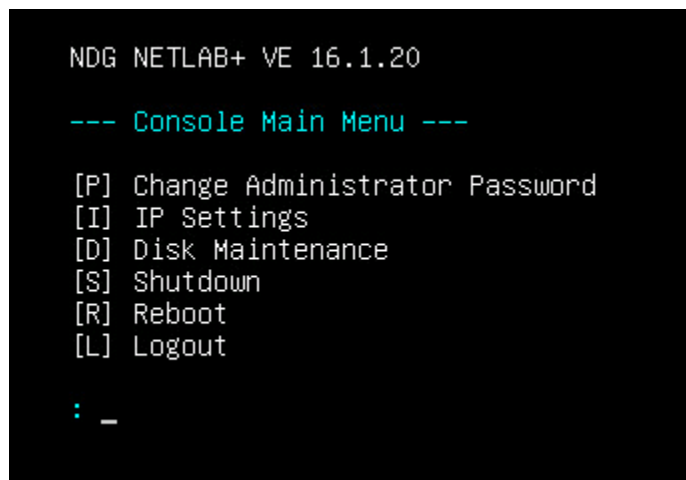 NDG NETLAB+ VE 16.1.20
--- Console Main Menu ---
[P] Change Administrator Password
[I] IP Settings
[D] Disk Maintenance
[S] Shutdown
[R] Reboot
[L] Logout
: _